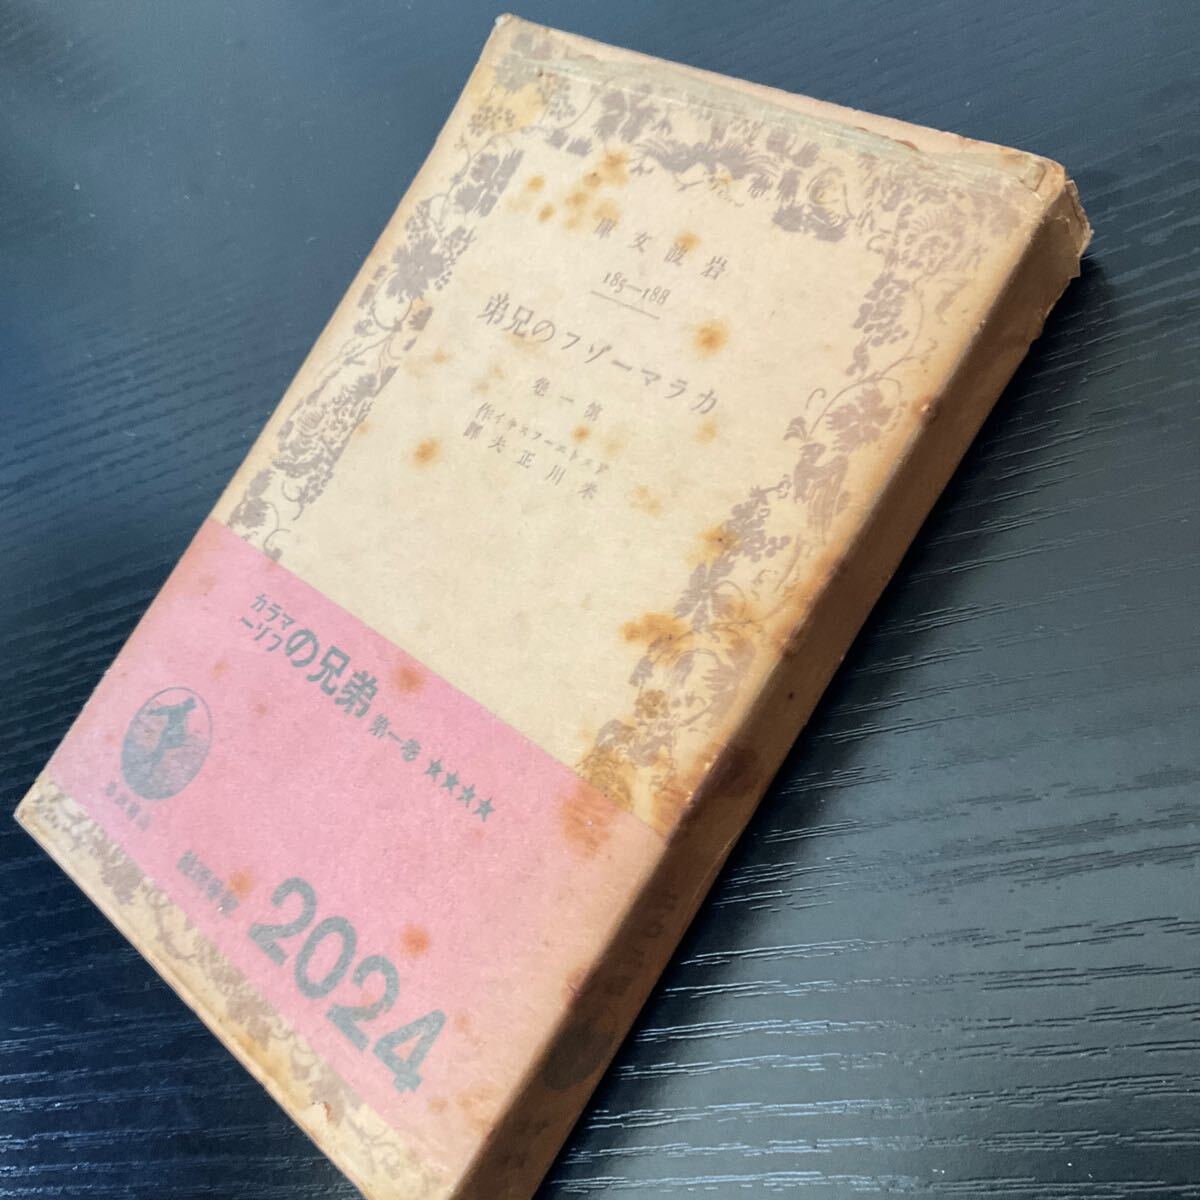 岩波文庫
185—188
カラマーゾフの兄弟
第一卷
ドストエーフスキイ作
米川正夫譯
カラマーゾフの兄弟 第一卷 ★★★★
2024